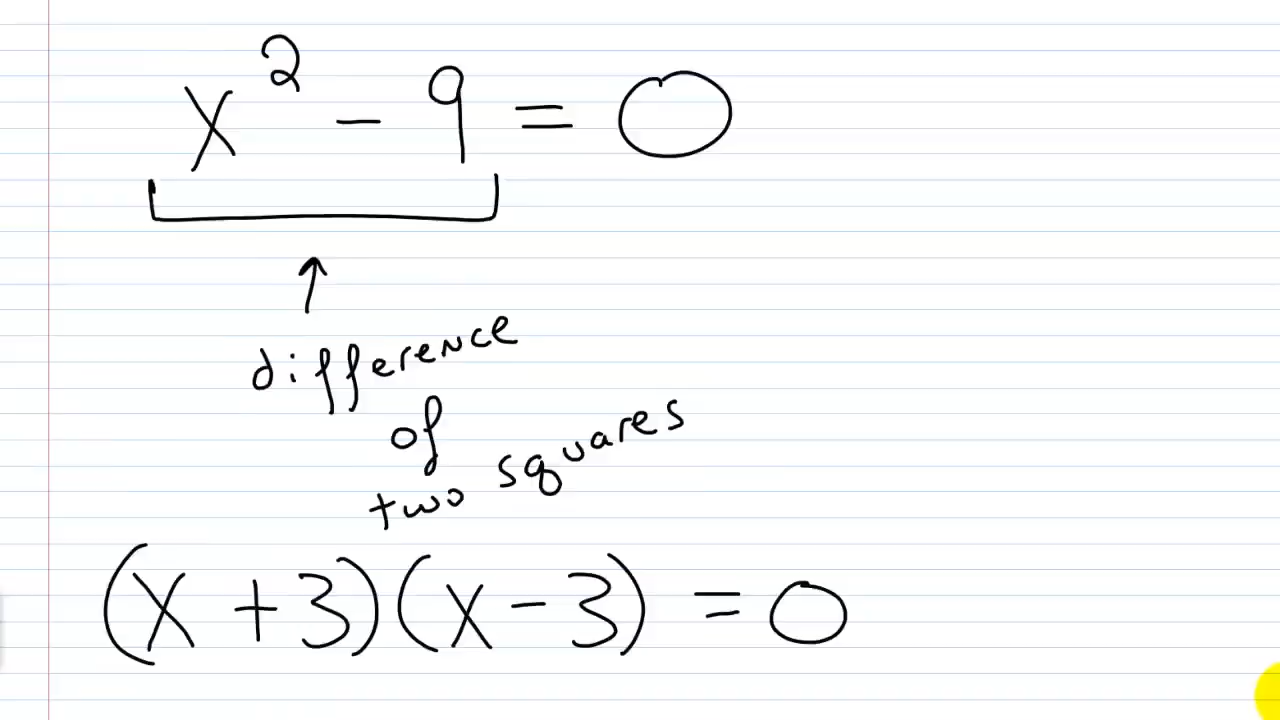 x² - 9 = 0
↑
difference
of
two squares
(x + 3)(x - 3) = 0